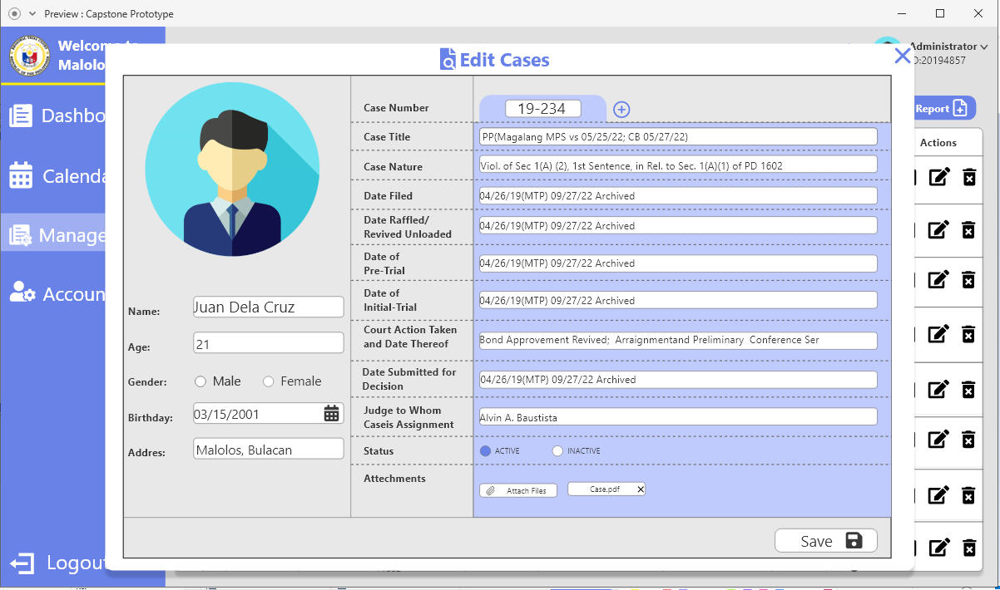 Preview : Capstone Prototype
Welcome to
Malolo
Administrator
D:20194857
Edit Cases
Dashbo
Calenda
Manage
Accoun
Logout
Report
Actions
Case Number
19-234
Case Title
PP(Magalang MPS vs 05/25/22; CB 05/27/22)
Case Nature
Viol. of Sec 1(A) (2), 1st Sentence, in Rel. to Sec. 1(A)(1) of PD 1602
Date Filed
04/26/19(MTP) 09/27/22 Archived
Date Raffled/
Revived Unloaded
04/26/19(MTP) 09/27/22 Archived
Date of
Pre-Trial
04/26/19(MTP) 09/27/22 Archived
Date of
Initial-Trial
04/26/19(MTP) 09/27/22 Archived
Court Action Taken
and Date Thereof
Bond Approvement Revived; Arraignmentand Preliminary Conference Ser
Date Submitted for
Decision
04/26/19(MTP) 09/27/22 Archived
Judge to Whom
Caseis Assignment
Alvin A. Baustista
Status
ACTIVE
INACTIVE
Attechments
Attach Files
Case.pdf
Name:
Juan Dela Cruz
Age:
21
Gender:
Male
Female
Birthday:
03/15/2001
Addres:
Malolos, Bulacan
Save